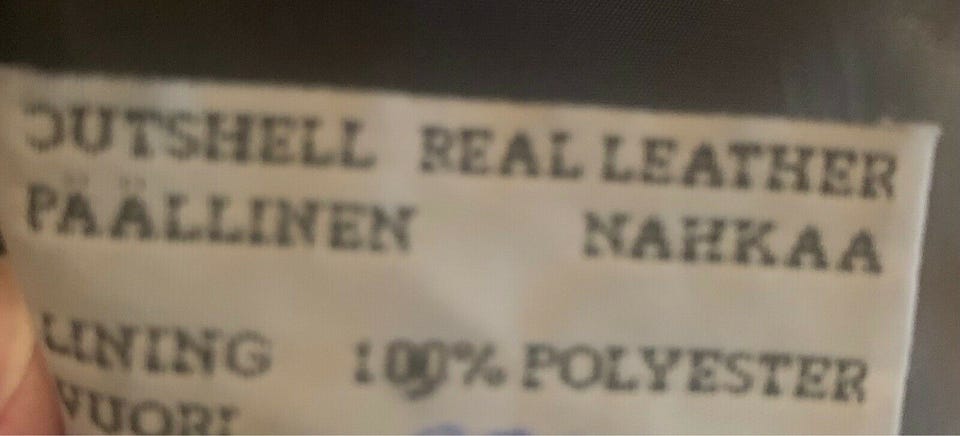 OUTSHELL REAL LEATHER
PÄÄLLINEN NAHKAA
LINING 100% POLYESTER
VUORI